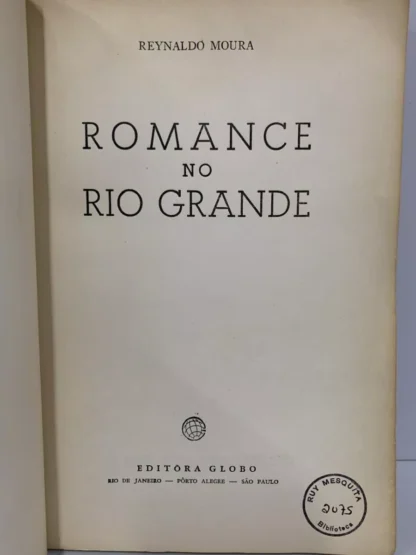 REYNALDO MOURA
ROMANCE
NO
RIO GRANDE
EDITÔRA GLOBO
RIO DE JANEIRO — PÔRTO ALEGRE — SÃO PAULO
RUY MESQUITA
2075
Biblioteca